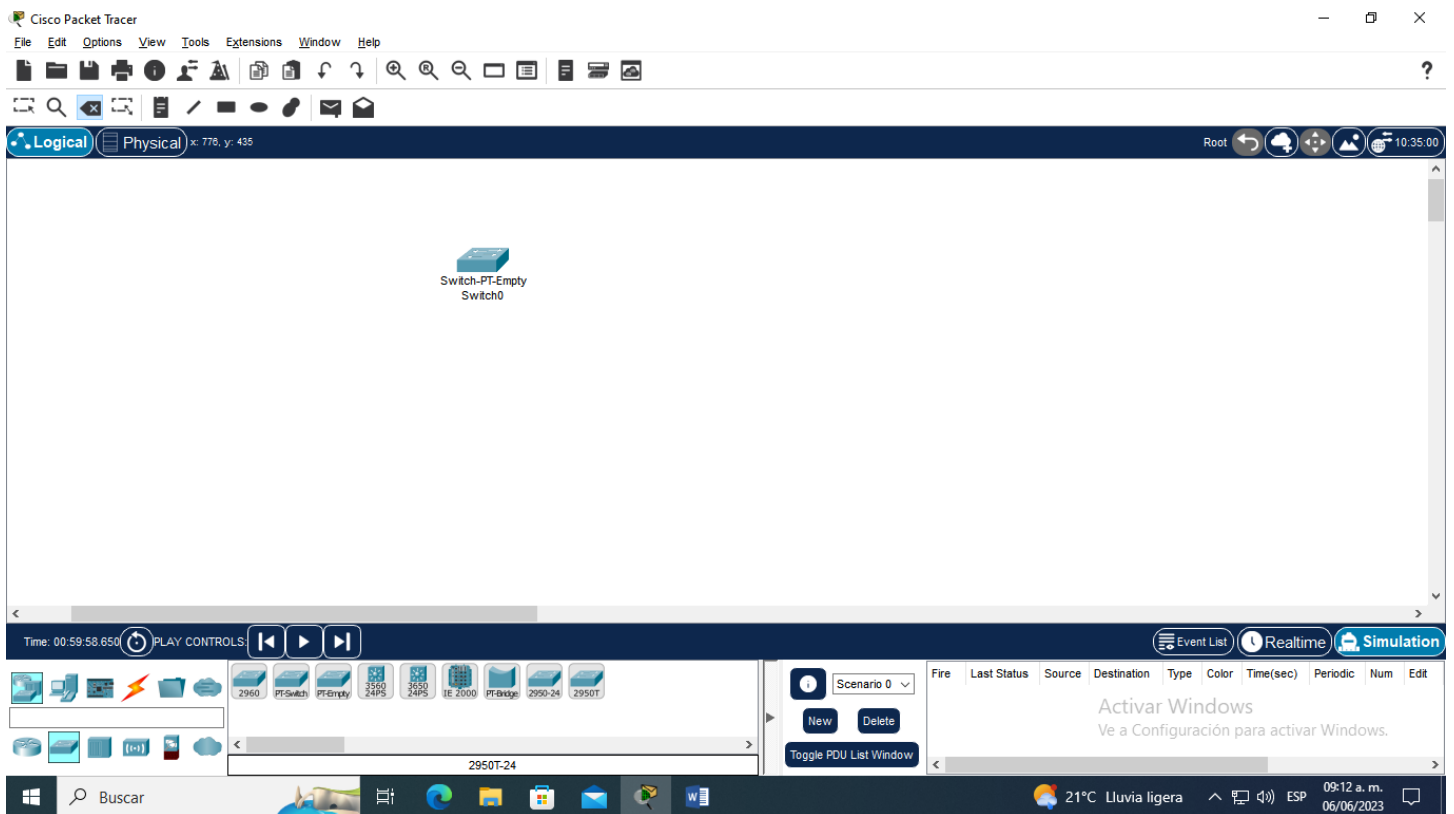 Cisco Packet Tracer
File Edit Options View Tools Extensions Window Help
?
Logical Physical x: 776, y: 435 Root 10:35:00
Switch-PT-Empty
Switch0
Time: 00:59:58.650 PLAY CONTROLS: Event List Realtime Simulation
2960 PT-Switch PT-Empty 3560 24PS 3650 24PS IE 2000 PT-Bridge 2950-24 2950T
2950T-24
Scenario 0
New Delete
Toggle PDU List Window
Fire Last Status Source Destination Type Color Time(sec) Periodic Num Edit
Activar Windows
Ve a Configuración para activar Windows.
Buscar 21°C Lluvia ligera ESP 09:12 a. m.
06/06/2023